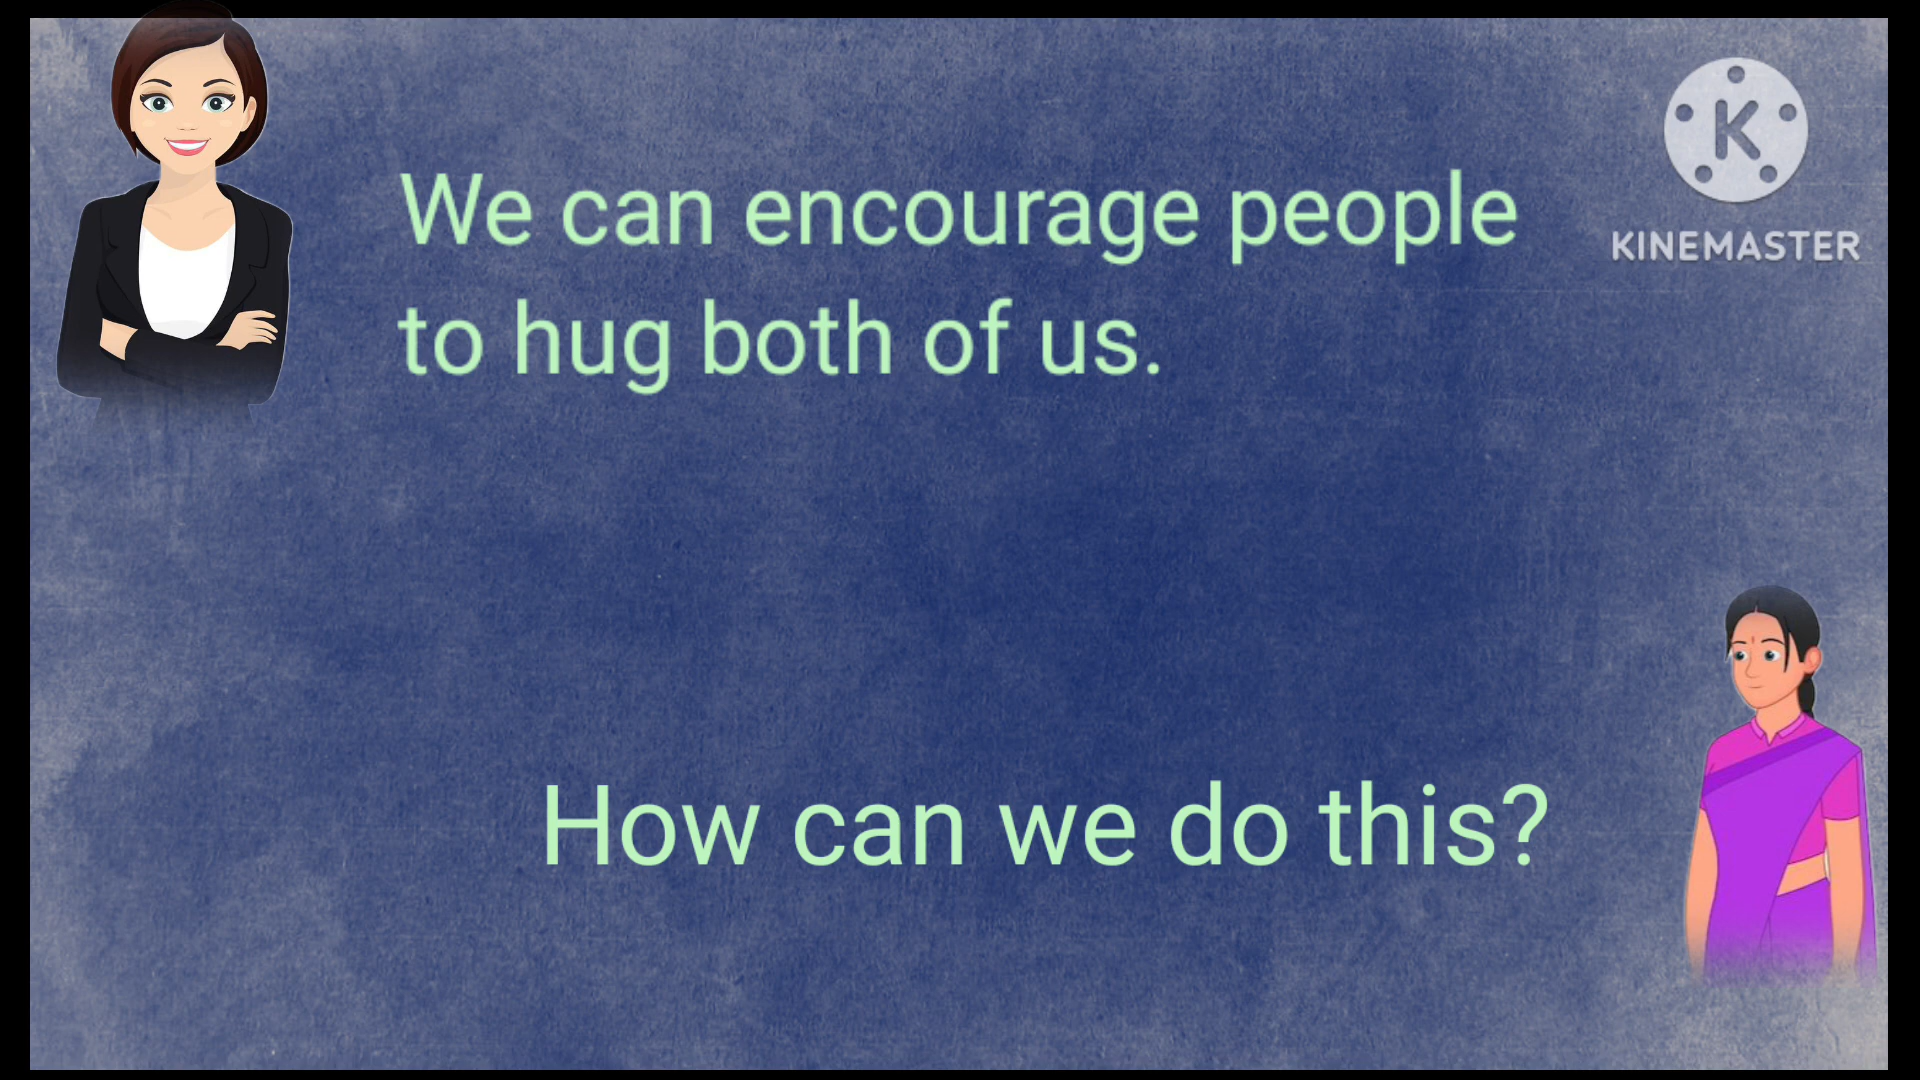 K
KINEMASTER
We can encourage people
to hug both of us.
How can we do this?